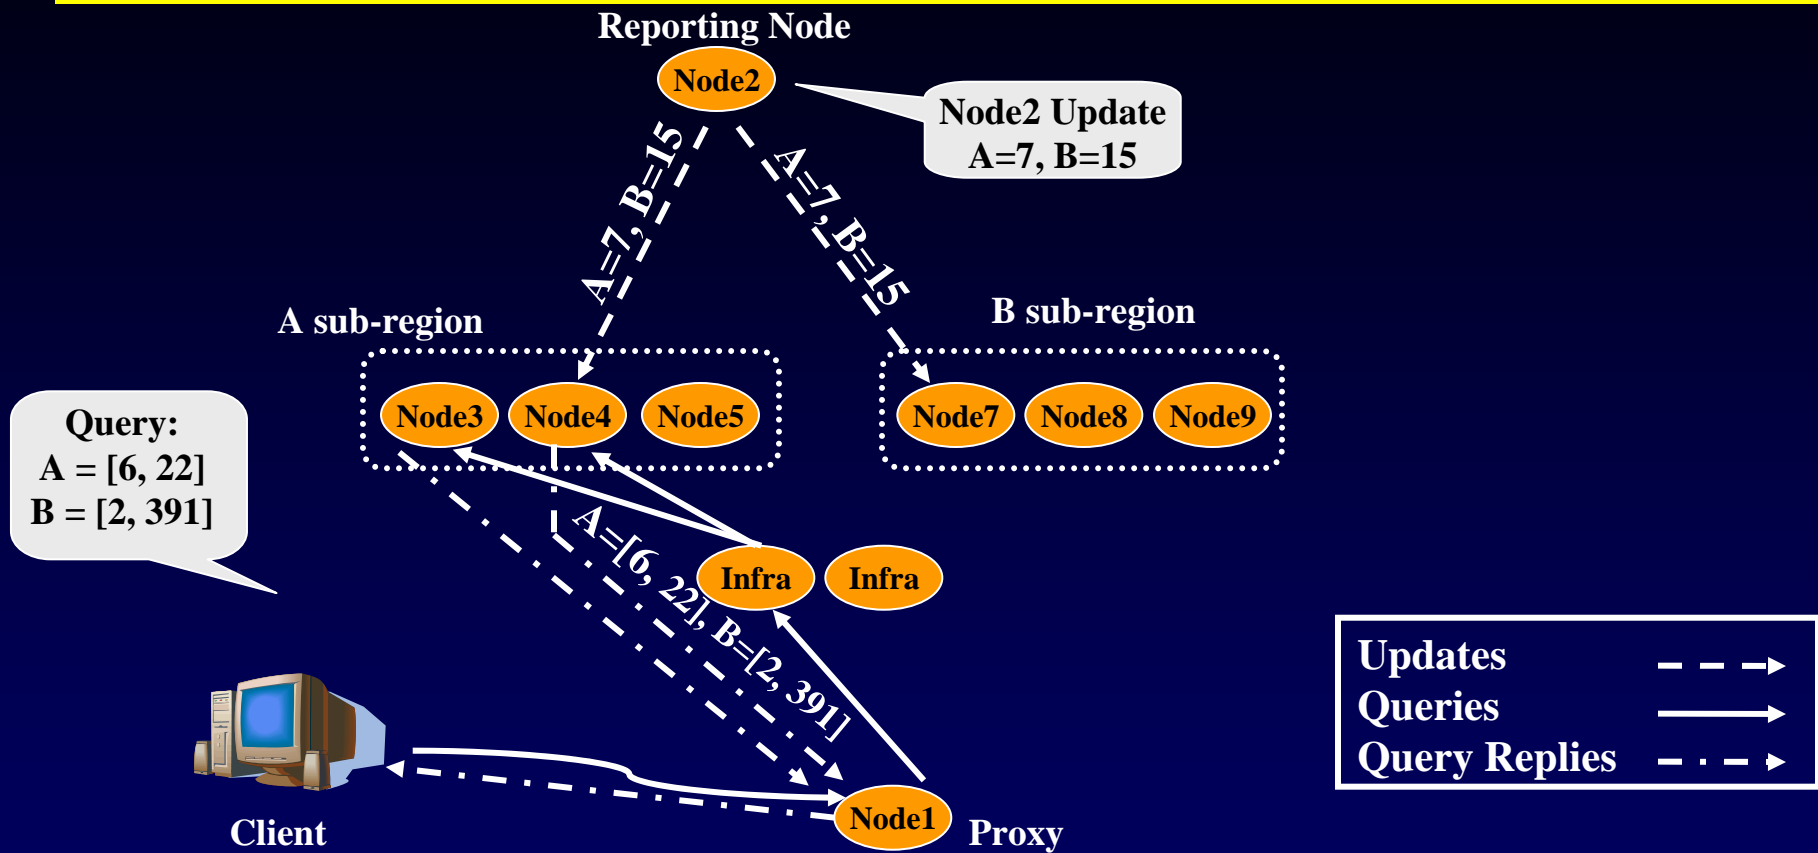 Reporting Node
Node2
Node2 Update
A=7, B=15
A=7, B=15
A=7, B=15
A sub-region
B sub-region
Node3
Node4
Node5
Node7
Node8
Node9
Query:
A = [6, 22]
B = [2, 391]
A=[6, 22], B=[2, 391]
Infra
Infra
Updates
Queries
Query Replies
Node1
Proxy
Client